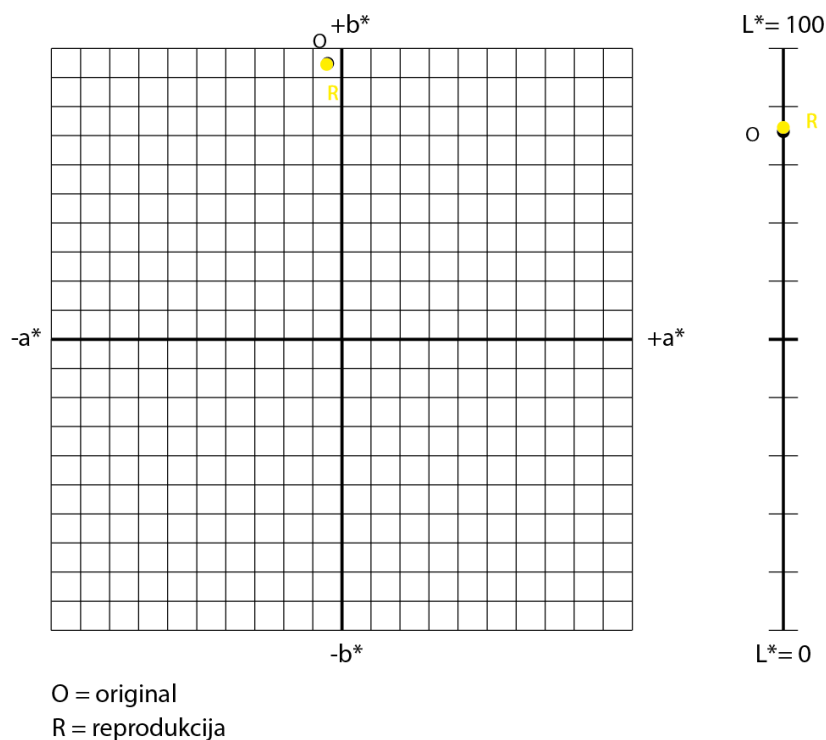 +b*
L*= 100
O
R
R
O
-a*
+a*
-b*
L*= 0
O = original
R = reprodukcija